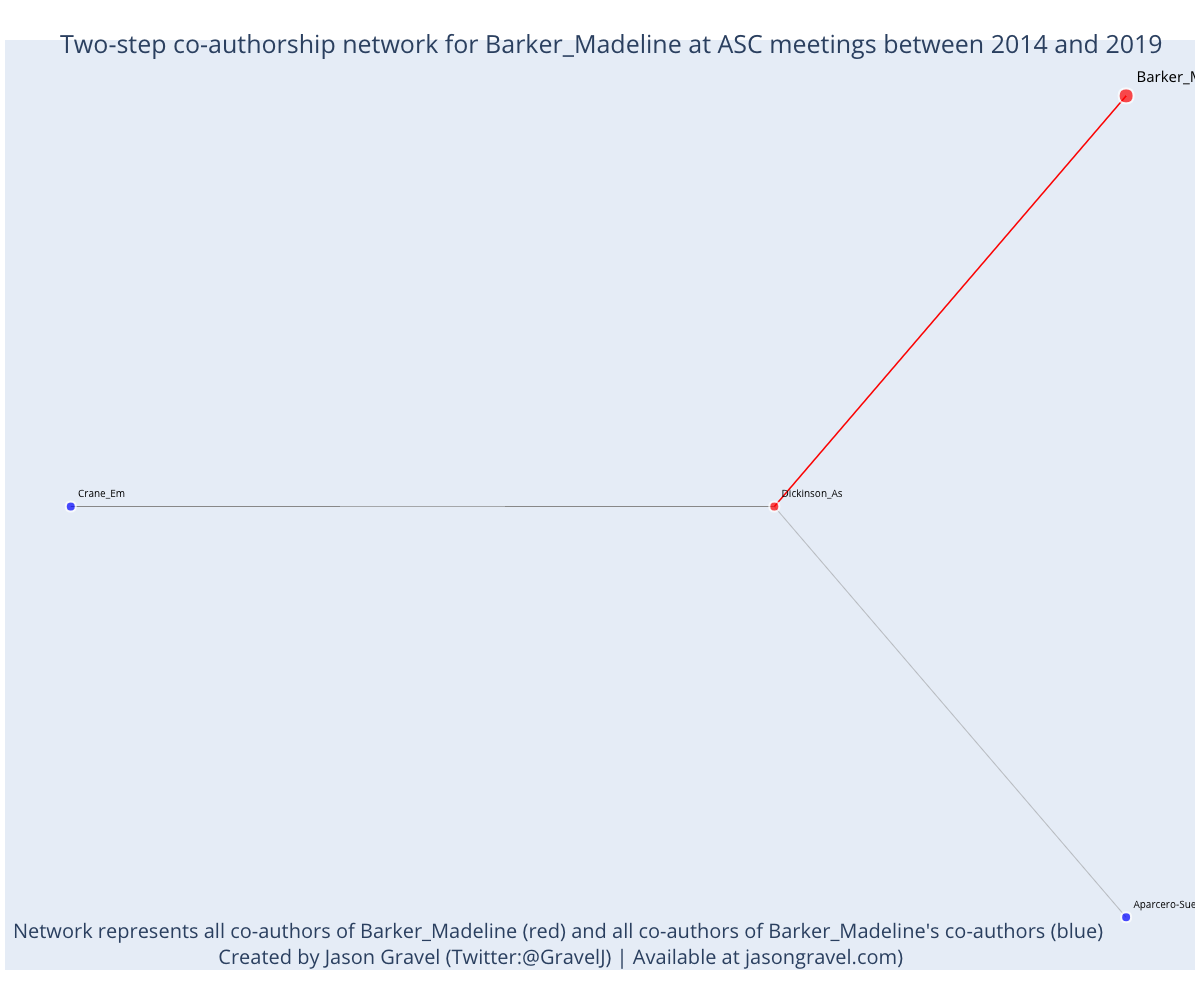 Two-step co-authorship network for Barker_Madeline at ASC meetings between 2014 and 2019
Barker_M
Crane_Em
Dickinson_As
Aparcero-Sue
Network represents all co-authors of Barker_Madeline (red) and all co-authors of Barker_Madeline's co-authors (blue)
Created by Jason Gravel (Twitter:@GravelJ) | Available at jasongravel.com)